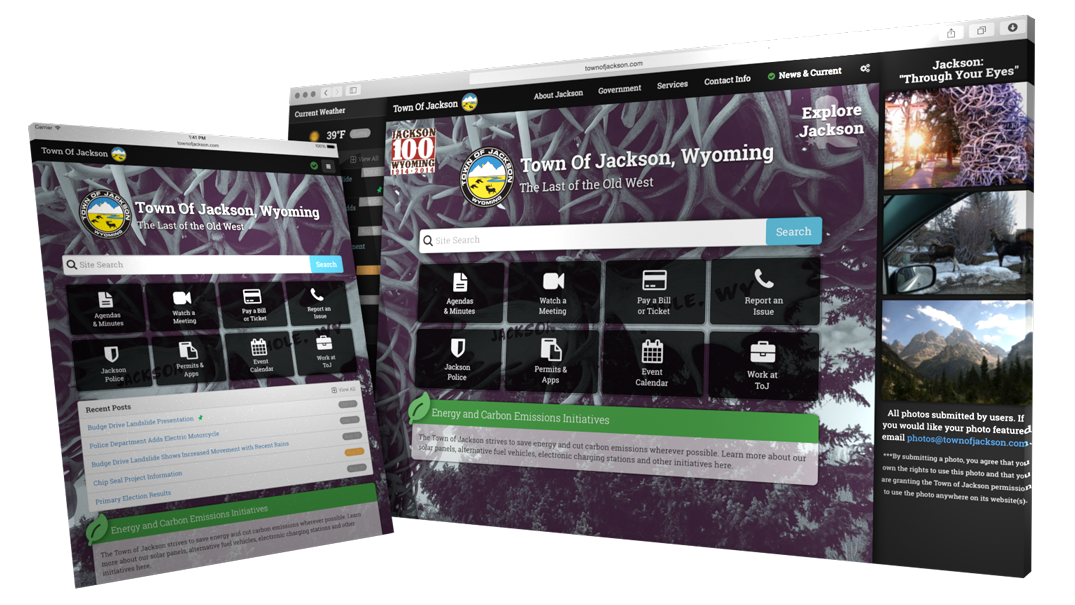 Carrier
1:41 PM
100%
townofjackson.com
Town Of Jackson
TOWN OF JACKSON
WYOMING
Town Of Jackson, Wyoming
The Last of the Old West
Site Search
Search
Agendas
& Minutes
Watch a
Meeting
Pay a Bill
or Ticket
Report an
Issue
Jackson
Police
Permits &
Apps
Event
Calendar
Work at
ToJ
Recent Posts
View All
Budge Drive Landslide Presentation
Police Department Adds Electric Motorcycle
Budge Drive Landslide Shows Increased Movement with Recent Rains
Chip Seal Project Information
Primary Election Results
Energy and Carbon Emissions Initiatives
The Town of Jackson strives to save energy and cut carbon emissions wherever possible. Learn
more about our solar panels, alternative fuel vehicles, electronic charging stations and other
initiatives here.
townofjackson.com
Current Weather
39°F
View All
Town Of Jackson
About Jackson
Government
Services
Contact Info
News & Current
JACKSON
100
WYOMING
1914-2014
Explore
Jackson
TOWN OF JACKSON
WYOMING
Town Of Jackson, Wyoming
The Last of the Old West
Site Search
Search
Agendas
& Minutes
Watch a
Meeting
Pay a Bill
or Ticket
Report an
Issue
Jackson
Police
Permits &
Apps
Event
Calendar
Work at
ToJ
Energy and Carbon Emissions Initiatives
The Town of Jackson strives to save energy and cut carbon emissions wherever possible. Learn more about our
solar panels, alternative fuel vehicles, electronic charging stations and other initiatives here.
Jackson:
"Through Your Eyes"
All photos submitted by users. If
you would like your photo featured
email photos@townofjackson.com.
***By submitting a photo, you agree that you
own the rights to use this photo and that you
are granting the Town of Jackson permission
to use the photo anywhere on its website(s).